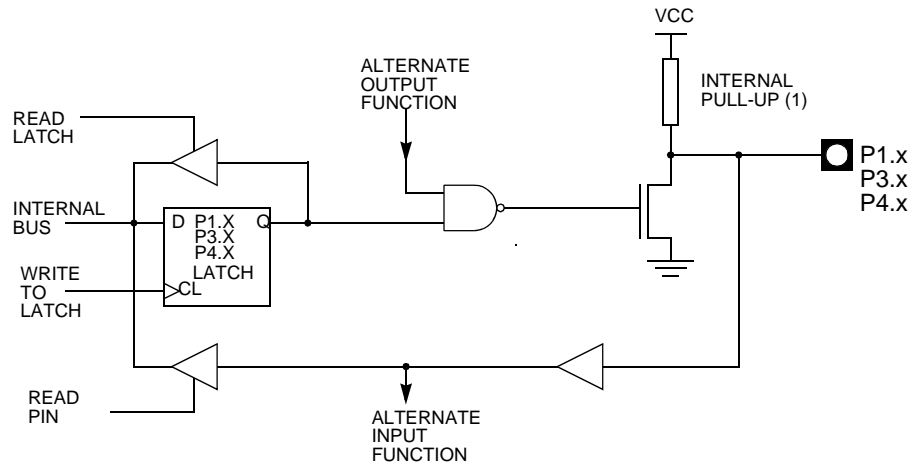 VCC
ALTERNATE
OUTPUT
FUNCTION
INTERNAL
PULL-UP (1)
READ
LATCH
P1.x
P3.x
P4.x
INTERNAL
BUS
D P1.X Q
P3.X
P4.X
LATCH
CL
WRITE
TO
LATCH
READ
PIN
ALTERNATE
INPUT
FUNCTION